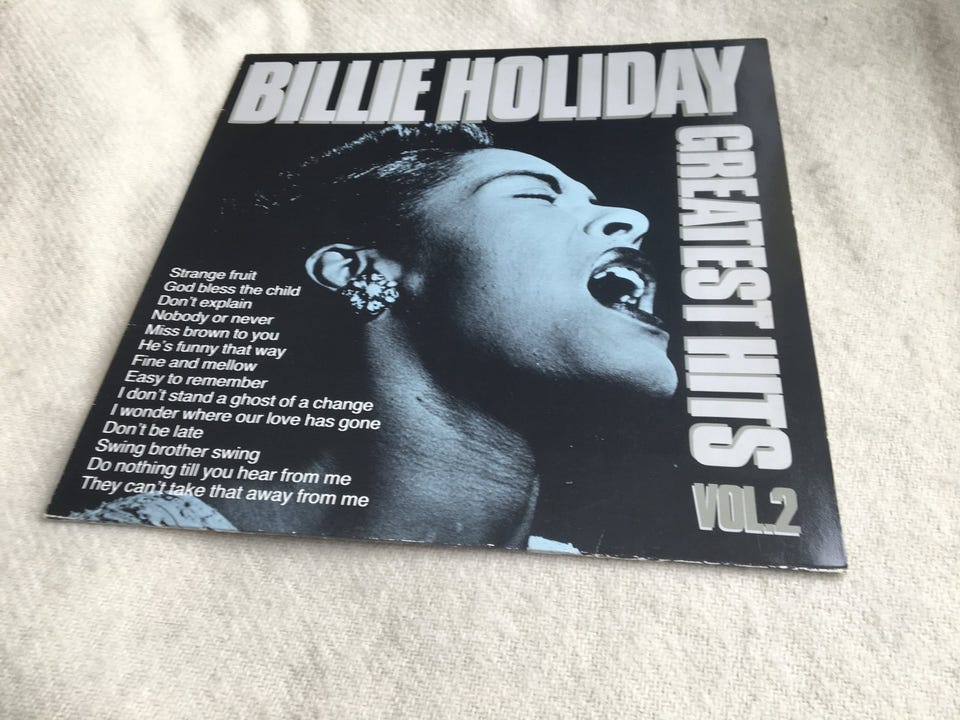 BILLIE HOLIDAY
GREATEST HITS
VOL.2
Strange fruit
God bless the child
Don't explain
Nobody or never
Miss brown to you
He's funny that way
Fine and mellow
Easy to remember
I don't stand a ghost of a change
I wonder where our love has gone
Don't be late
Swing brother swing
Do nothing till you hear from me
They can't take that away from me